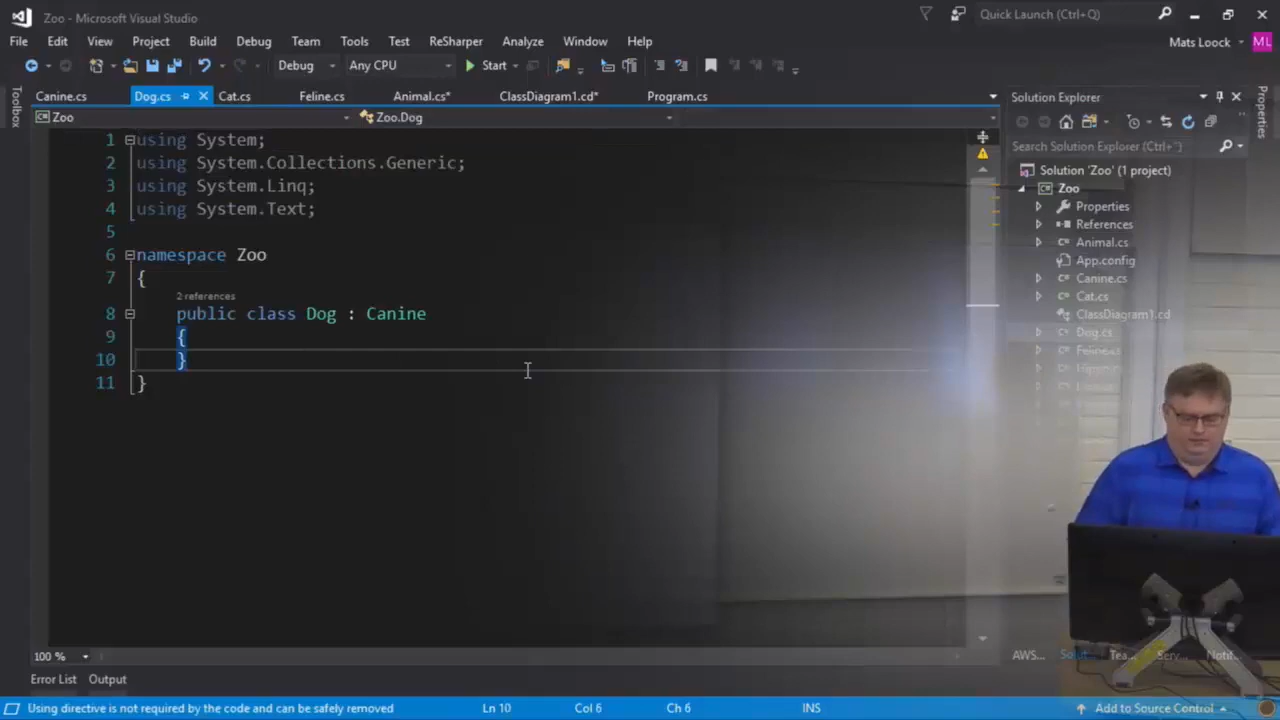 Zoo - Microsoft Visual Studio
Quick Launch (Ctrl+Q)
File Edit View Project Build Debug Team Tools Test ReSharper Analyze Window Help
Mats Loock ML
Debug Any CPU Start
Toolbox
Canine.cs Dog.cs Cat.cs Feline.cs Animal.cs* ClassDiagram1.cd* Program.cs
Zoo Zoo.Dog
1 using System;
2 using System.Collections.Generic;
3 using System.Linq;
4 using System.Text;
5
6 namespace Zoo
7 {
2 references
8 public class Dog : Canine
9 {
10 }
11 }
Solution Explorer
Search Solution Explorer (Ctrl+¨)
Solution 'Zoo' (1 project)
Zoo
Properties
References
Animal.cs
App.config
Canine.cs
Cat.cs
ClassDiagram1.cd
Dog.cs
Feline.cs
Properties
100 %
AWS... Solut... Tea... Serv... Notif...
Error List Output
Using directive is not required by the code and can be safely removed Ln 10 Col 6 Ch 6 INS Add to Source Control